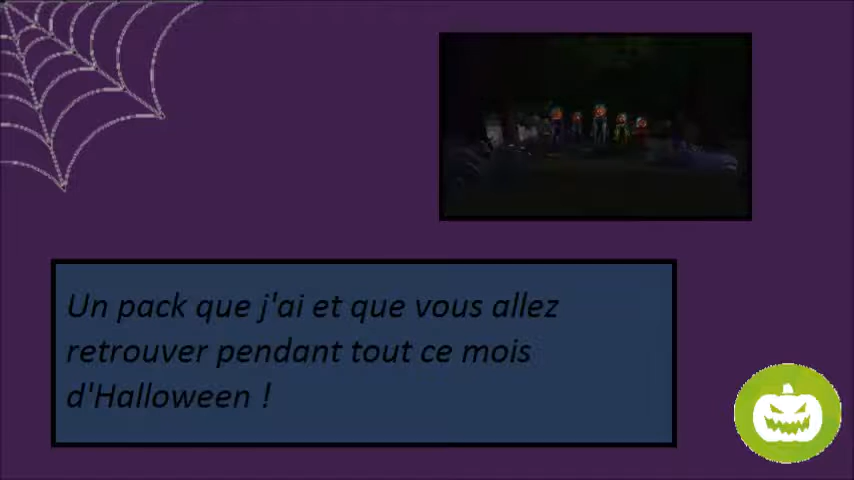 Un pack que j'ai et que vous allez
retrouver pendant tout ce mois
d'Halloween !